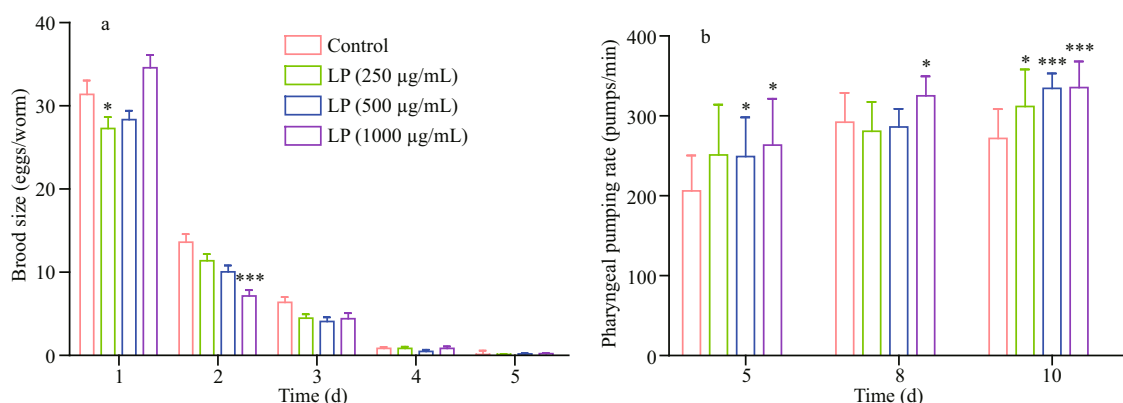 a
40
30
20
10
0
Brood size (eggs/worm)
*
***
1
2
3
4
5
Time (d)
Control
LP (250 µg/mL)
LP (500 µg/mL)
LP (1000 µg/mL)
b
400
300
200
100
0
Pharyngeal pumping rate (pumps/min)
*
*
*
*
***
***
5
8
10
Time (d)